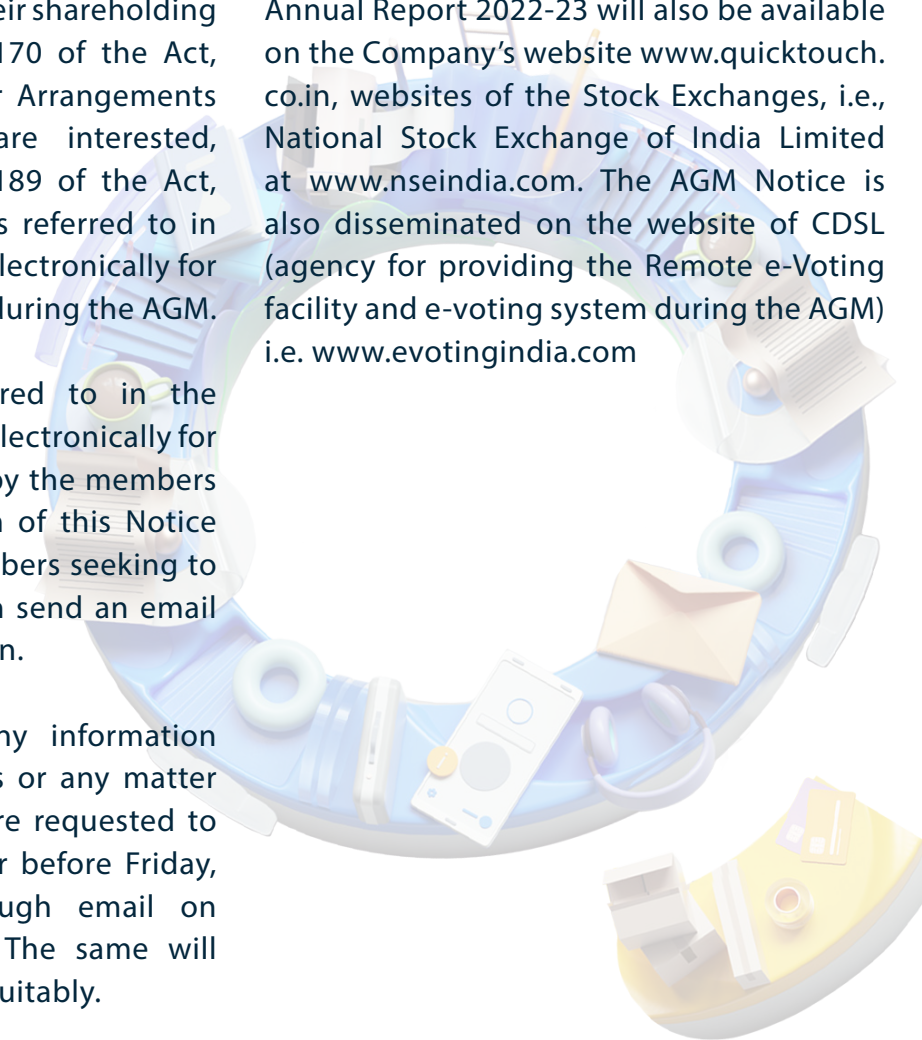 eir shareholding
170 of the Act,
r Arrangements
are interested,
189 of the Act,
s referred to in
lectronically for
during the AGM.
red to in the
lectronically for
by the members
n of this Notice
bers seeking to
n send an email
n.
ny information
s or any matter
re requested to
r before Friday,
ough email on
The same will
uitably.
Annual Report 2022-23 will also be available
on the Company's website www.quicktouch.
co.in, websites of the Stock Exchanges, i.e.,
National Stock Exchange of India Limited
at www.nseindia.com. The AGM Notice is
also disseminated on the website of CDSL
(agency for providing the Remote e-Voting
facility and e-voting system during the AGM)
i.e. www.evotingindia.com